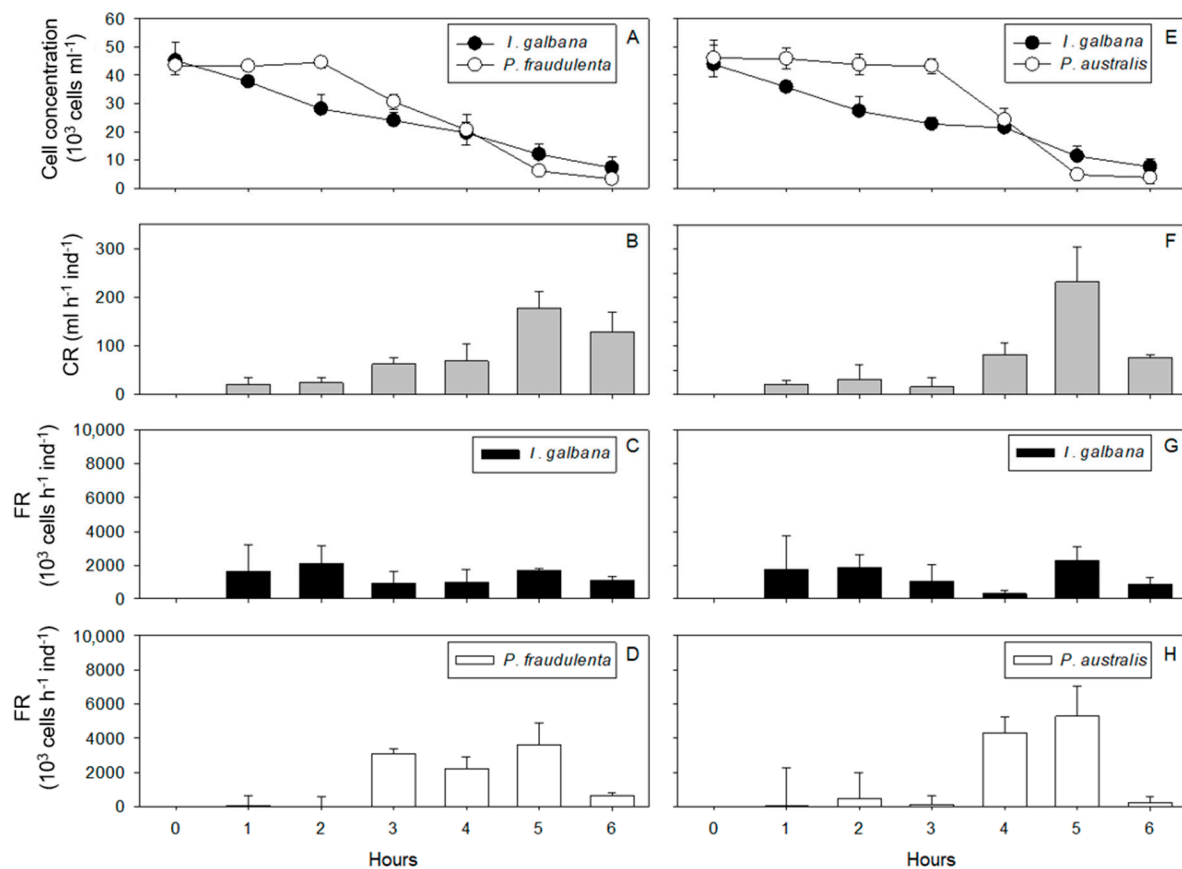 Cell concentration
(10³ cells ml⁻¹)
60
50
40
30
20
10
0
A
I. galbana
P. fraudulenta
E
I. galbana
P. australis
CR (ml h⁻¹ ind⁻¹)
300
200
100
0
B
F
FR
(10³ cells h⁻¹ ind⁻¹)
10,000
8000
6000
4000
2000
0
I. galbana
C
I. galbana
G
FR
(10³ cells h⁻¹ ind⁻¹)
10,000
8000
6000
4000
2000
0
P. fraudulenta
D
P. australis
H
0 1 2 3 4 5 6
0 1 2 3 4 5 6
Hours
Hours